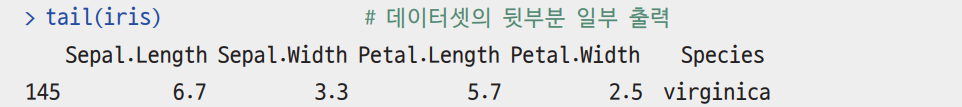 > tail(iris) # 데이터셋의 뒷부분 일부 출력
Sepal.Length Sepal.Width Petal.Length Petal.Width Species
145 6.7 3.3 5.7 2.5 virginica